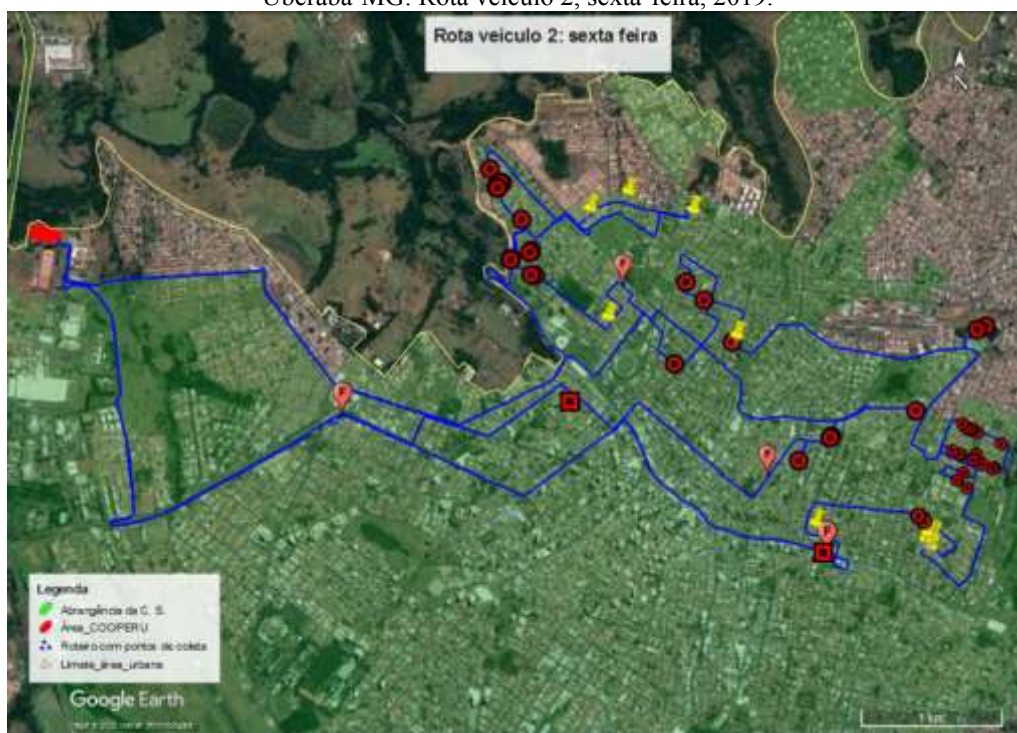 Uberaba-MG. Rota veículo 2, sexta-feira, 2019.
Rota veiculo 2: sexta feira
Legenda
Abrangência da C. S.
Área_COOPERU
Roteiro com pontos de coleta
Limite_área_urbana
Google Earth
1 km